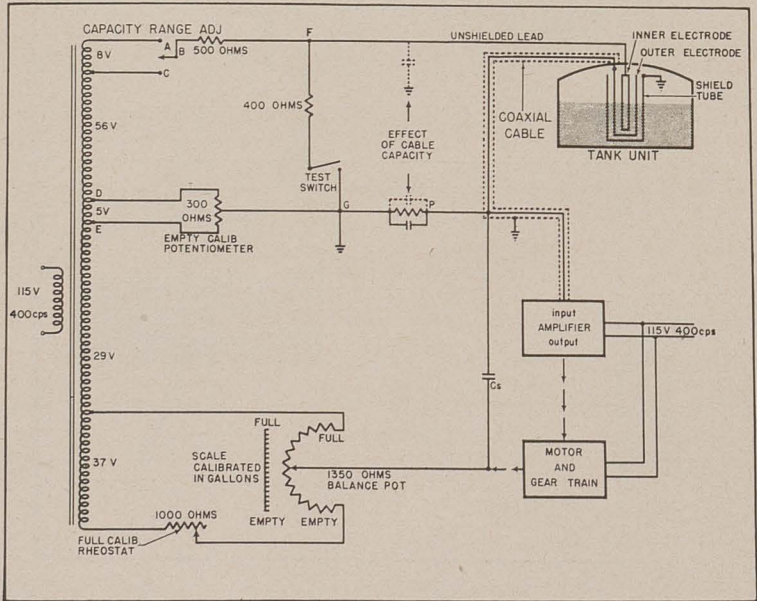 CAPACITY RANGE ADJ
A
B
C
8V
500 OHMS
F
UNSHIELDED LEAD
INNER ELECTRODE
OUTER ELECTRODE
SHIELD
TUBE
COAXIAL
CABLE
TANK UNIT
400 OHMS
56V
EFFECT
OF CABLE
CAPACITY
TEST
SWITCH
D
5V
E
300
OHMS
EMPTY CALIB
POTENTIOMETER
G
P
115V
400cps
input
AMPLIFIER
output
115V 400cps
29V
Cs
FULL
FULL
SCALE
CALIBRATED
IN GALLONS
37 V
1350 OHMS
BALANCE POT
MOTOR
AND
GEAR TRAIN
EMPTY
EMPTY
1000 OHMS
FULL CALIB
RHEOSTAT